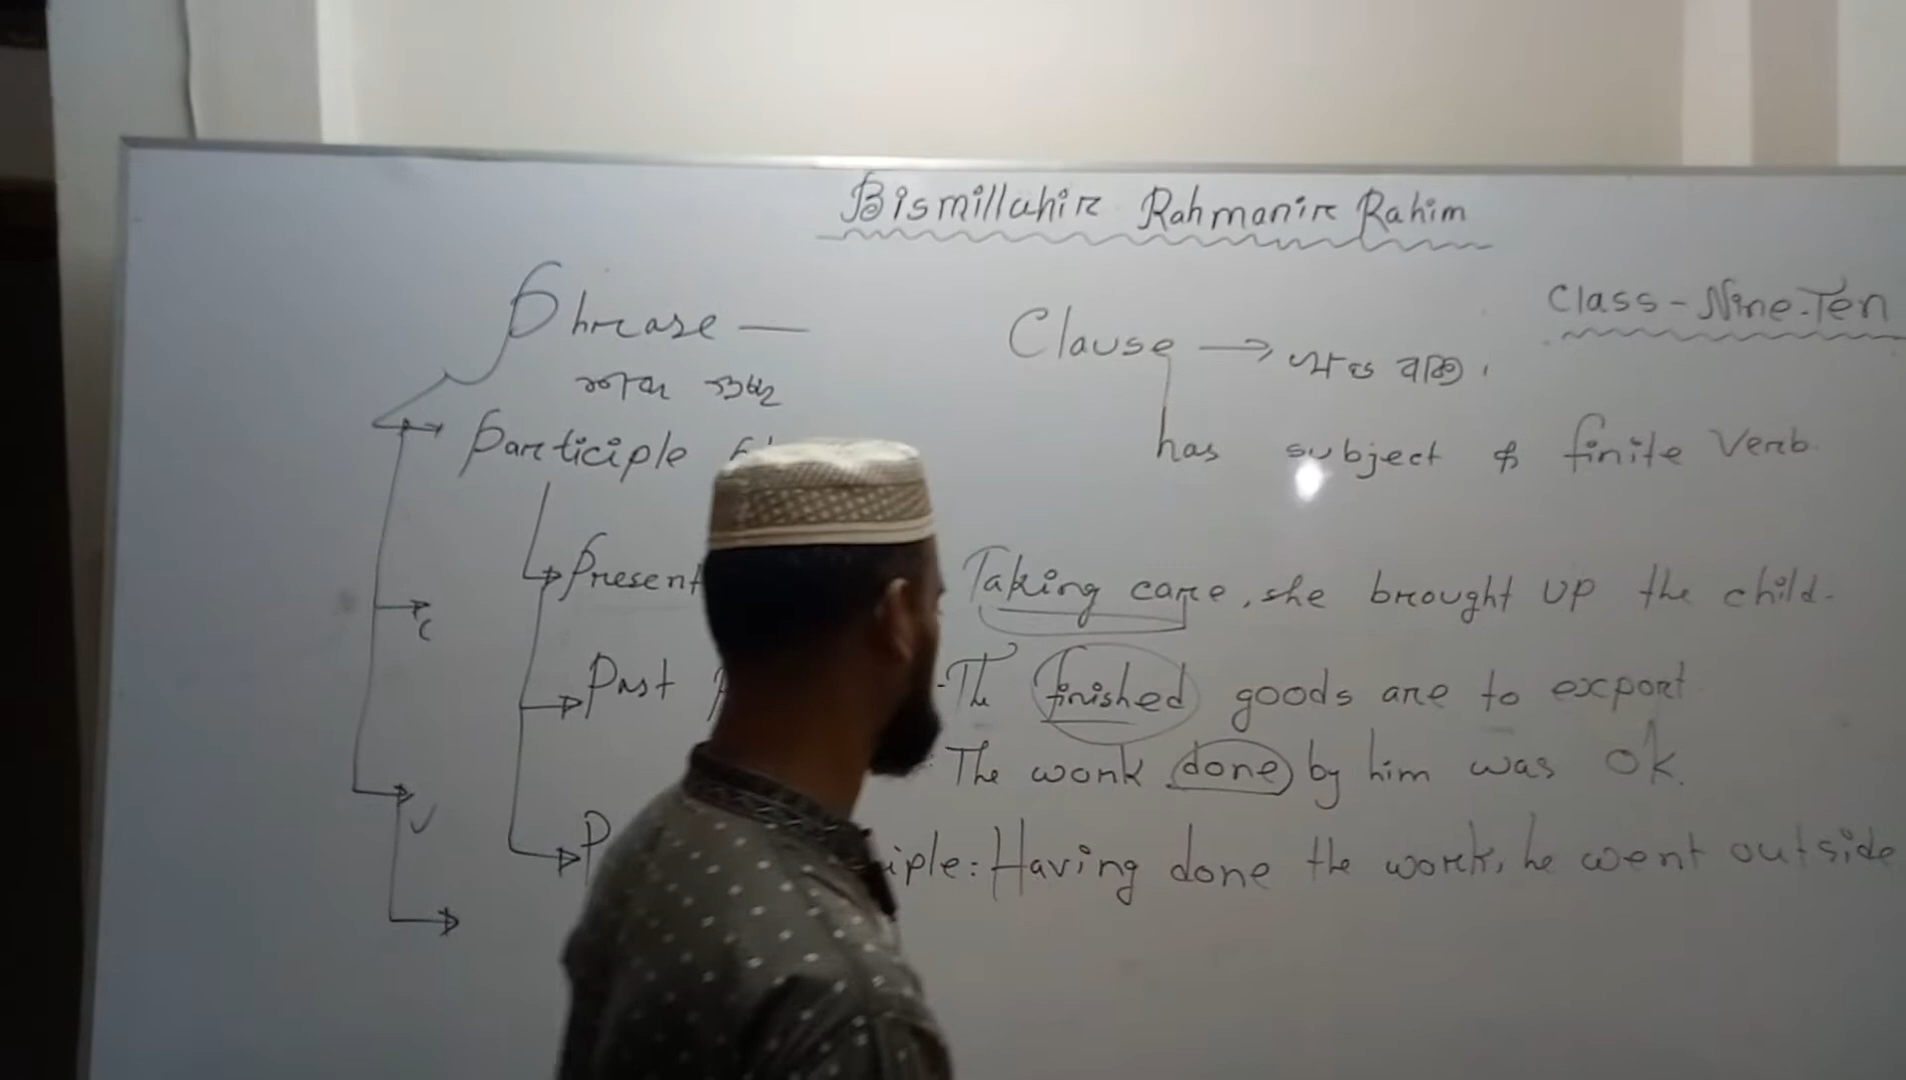 Bismillahir Rahmanir Rahim
Class-Nine-Ten
Phrase —
Clause → খণ্ড বাক্য।
Participle
has subject & finite Verb.
Present
Taking care, she brought up the child.
Past
The finished goods are to export
The work done by him was ok.
Having done the work, he went outside